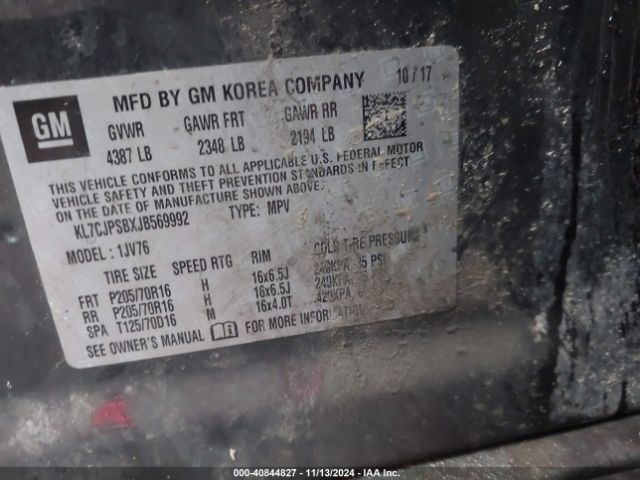 GM
MFD BY GM KOREA COMPANY 10/17
GVWR GAWR FRT GAWR RR
4387 LB 2348 LB 2194 LB
THIS VEHICLE CONFORMS TO ALL APPLICABLE U.S. FEDERAL MOTOR
VEHICLE SAFETY AND THEFT PREVENTION STANDARDS IN EFFECT
ON THE DATE OF MANUFACTURE SHOWN ABOVE.
KL7CJPSBXJB569992 TYPE: MPV
MODEL: 1JV76
TIRE SIZE SPEED RTG RIM COLD TIRE PRESSURE
FRT P205/70R16 H 16x6.5J 240KPA, 35 PSI
RR P205/70R16 H 16x6.5J 240KPA
SPA T125/70D16 M 16x4.0T 420KPA,
SEE OWNER'S MANUAL FOR MORE INFORMATION
000-40844827 - 11/13/2024 - IAA Inc.